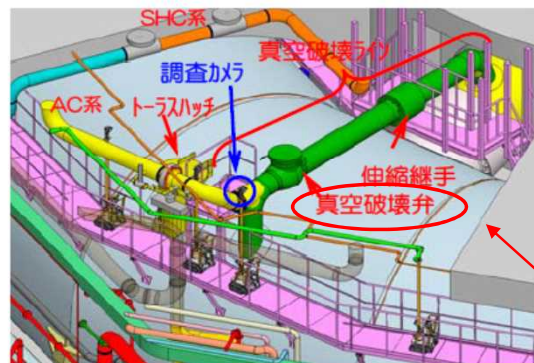 SHC系
真空破壊ライン
調査カメラ
AC系
トーラスハッチ
伸縮継手
真空破壊弁